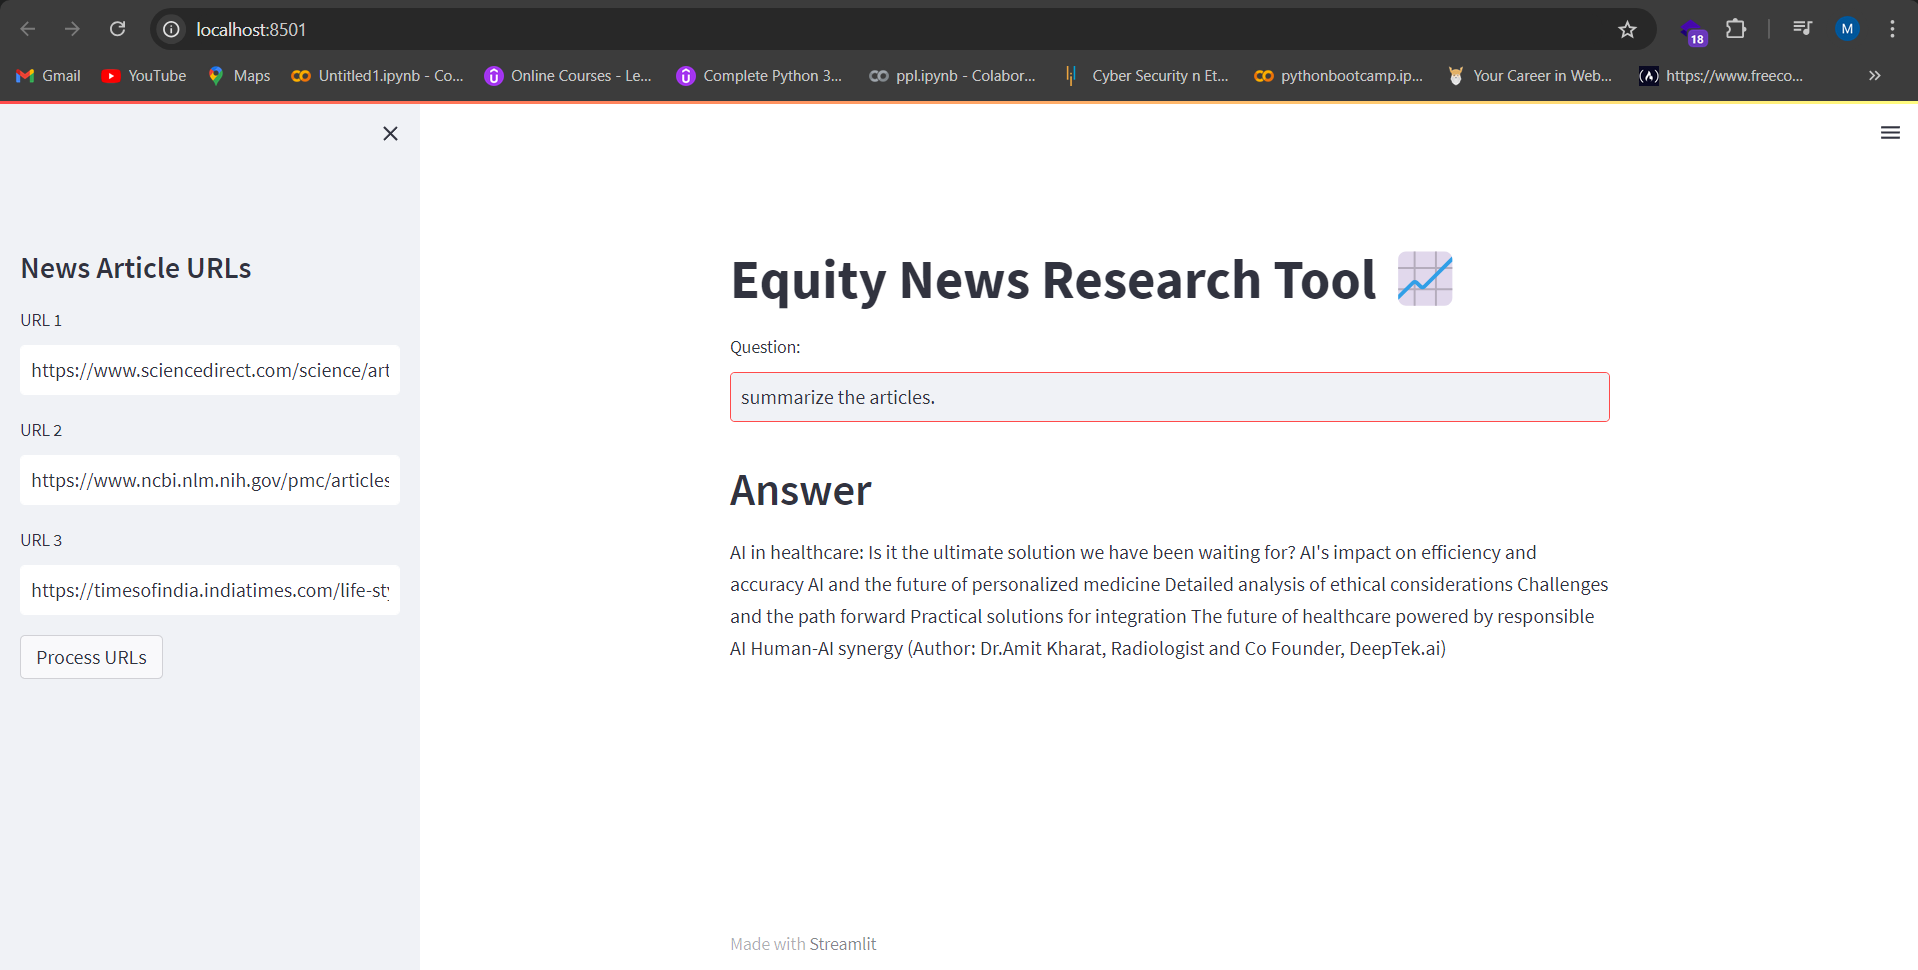 localhost:8501
18
M
Gmail YouTube Maps Untitled1.ipynb - Co... Online Courses - Le... Complete Python 3... ppl.ipynb - Colabor... Cyber Security n Et... pythonbootcamp.ip... Your Career in Web... https://www.freeco...
News Article URLs
URL 1
https://www.sciencedirect.com/science/art
URL 2
https://www.ncbi.nlm.nih.gov/pmc/articles
URL 3
https://timesofindia.indiatimes.com/life-sty
Process URLs
Equity News Research Tool
Question:
summarize the articles.
Answer
AI in healthcare: Is it the ultimate solution we have been waiting for? AI's impact on efficiency and
accuracy AI and the future of personalized medicine Detailed analysis of ethical considerations Challenges
and the path forward Practical solutions for integration The future of healthcare powered by responsible
AI Human-AI synergy (Author: Dr.Amit Kharat, Radiologist and Co Founder, DeepTek.ai)
Made with Streamlit